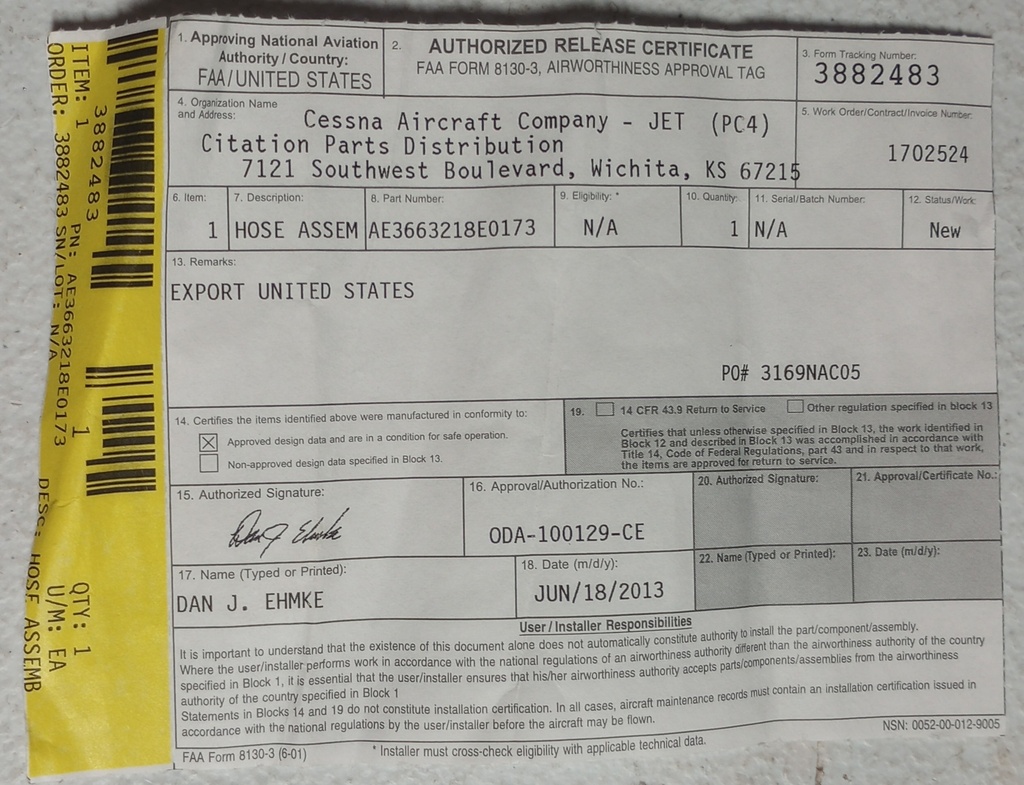 ITEM: 1
ORDER: 3882483 SN/LOT: N/A
3882483
PN: AE3663218E0173
1
DESC: HOSE ASSEMB
QTY: 1
U/M: EA
1. Approving National Aviation
Authority / Country:
FAA/UNITED STATES
2.
AUTHORIZED RELEASE CERTIFICATE
FAA FORM 8130-3, AIRWORTHINESS APPROVAL TAG
3. Form Tracking Number:
3882483
4. Organization Name
and Address:
Cessna Aircraft Company - JET (PC4)
Citation Parts Distribution
7121 Southwest Boulevard, Wichita, KS 67215
5. Work Order/Contract/Invoice Number:
1702524
6. Item:
1
7. Description:
HOSE ASSEM
8. Part Number:
AE3663218E0173
9. Eligibility: *
N/A
10. Quantity:
1
11. Serial/Batch Number:
N/A
12. Status/Work:
New
13. Remarks:
EXPORT UNITED STATES
PO# 3169NAC05
14. Certifies the items identified above were manufactured in conformity to:
Approved design data and are in a condition for safe operation.
Non-approved design data specified in Block 13.
19. 14 CFR 43.9 Return to Service Other regulation specified in block 13
Certifies that unless otherwise specified in Block 13, the work identified in
Block 12 and described in Block 13 was accomplished in accordance with
Title 14, Code of Federal Regulations, part 43 and in respect to that work,
the items are approved for return to service.
15. Authorized Signature:
Dan J Ehmke
16. Approval/Authorization No.:
ODA-100129-CE
20. Authorized Signature:
21. Approval/Certificate No.:
17. Name (Typed or Printed):
DAN J. EHMKE
18. Date (m/d/y):
JUN/18/2013
22. Name (Typed or Printed):
23. Date (m/d/y):
User / Installer Responsibilities
It is important to understand that the existence of this document alone does not automatically constitute authority to install the part/component/assembly.
Where the user/installer performs work in accordance with the national regulations of an airworthiness authority different than the airworthiness authority of the country
specified in Block 1, it is essential that the user/installer ensures that his/her airworthiness authority accepts parts/components/assemblies from the airworthiness
authority of the country specified in Block 1
Statements in Blocks 14 and 19 do not constitute installation certification. In all cases, aircraft maintenance records must contain an installation certification issued in
accordance with the national regulations by the user/installer before the aircraft may be flown.
NSN: 0052-00-012-9005
FAA Form 8130-3 (6-01)
* Installer must cross-check eligibility with applicable technical data.